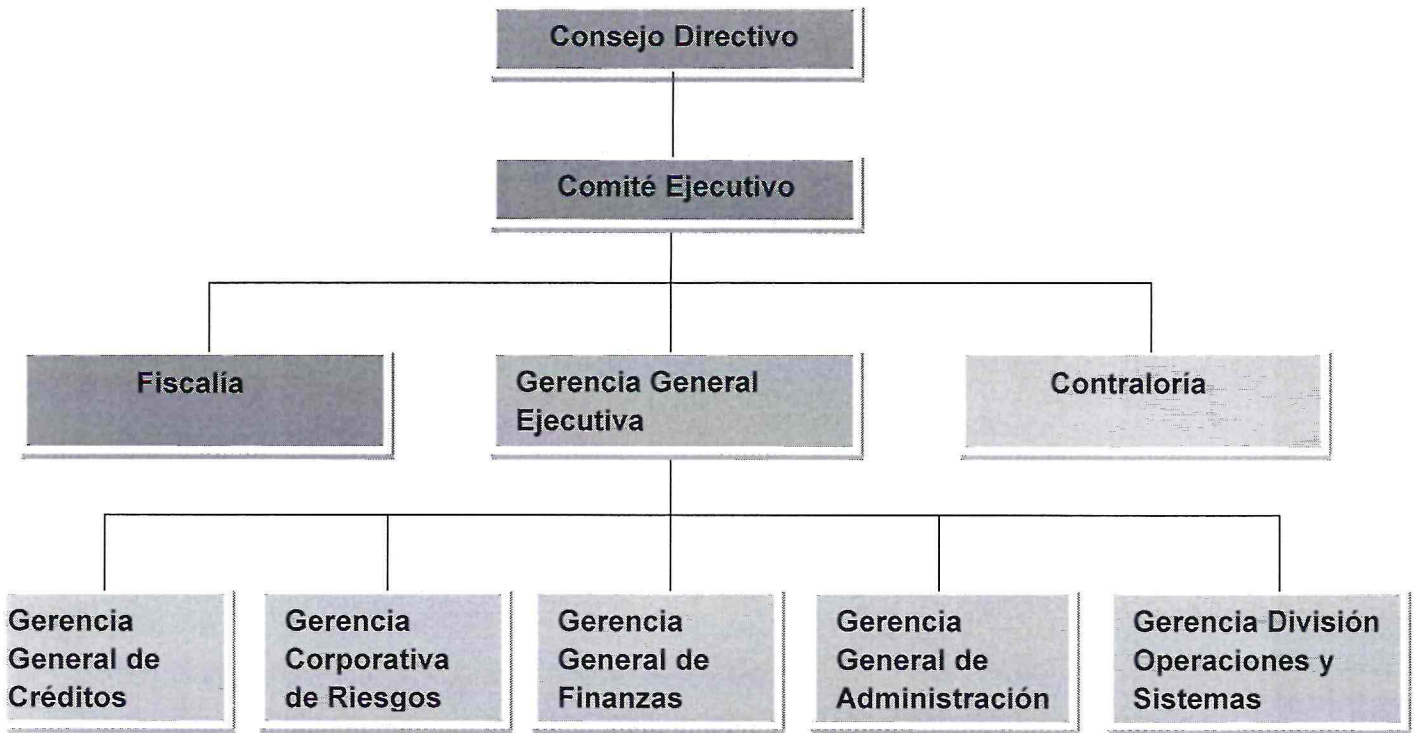 Consejo Directivo
Comité Ejecutivo
Fiscalía
Gerencia General
Ejecutiva
Contraloría
Gerencia
General de
Créditos
Gerencia
Corporativa
de Riesgos
Gerencia
General de
Finanzas
Gerencia
General de
Administración
Gerencia División
Operaciones y
Sistemas